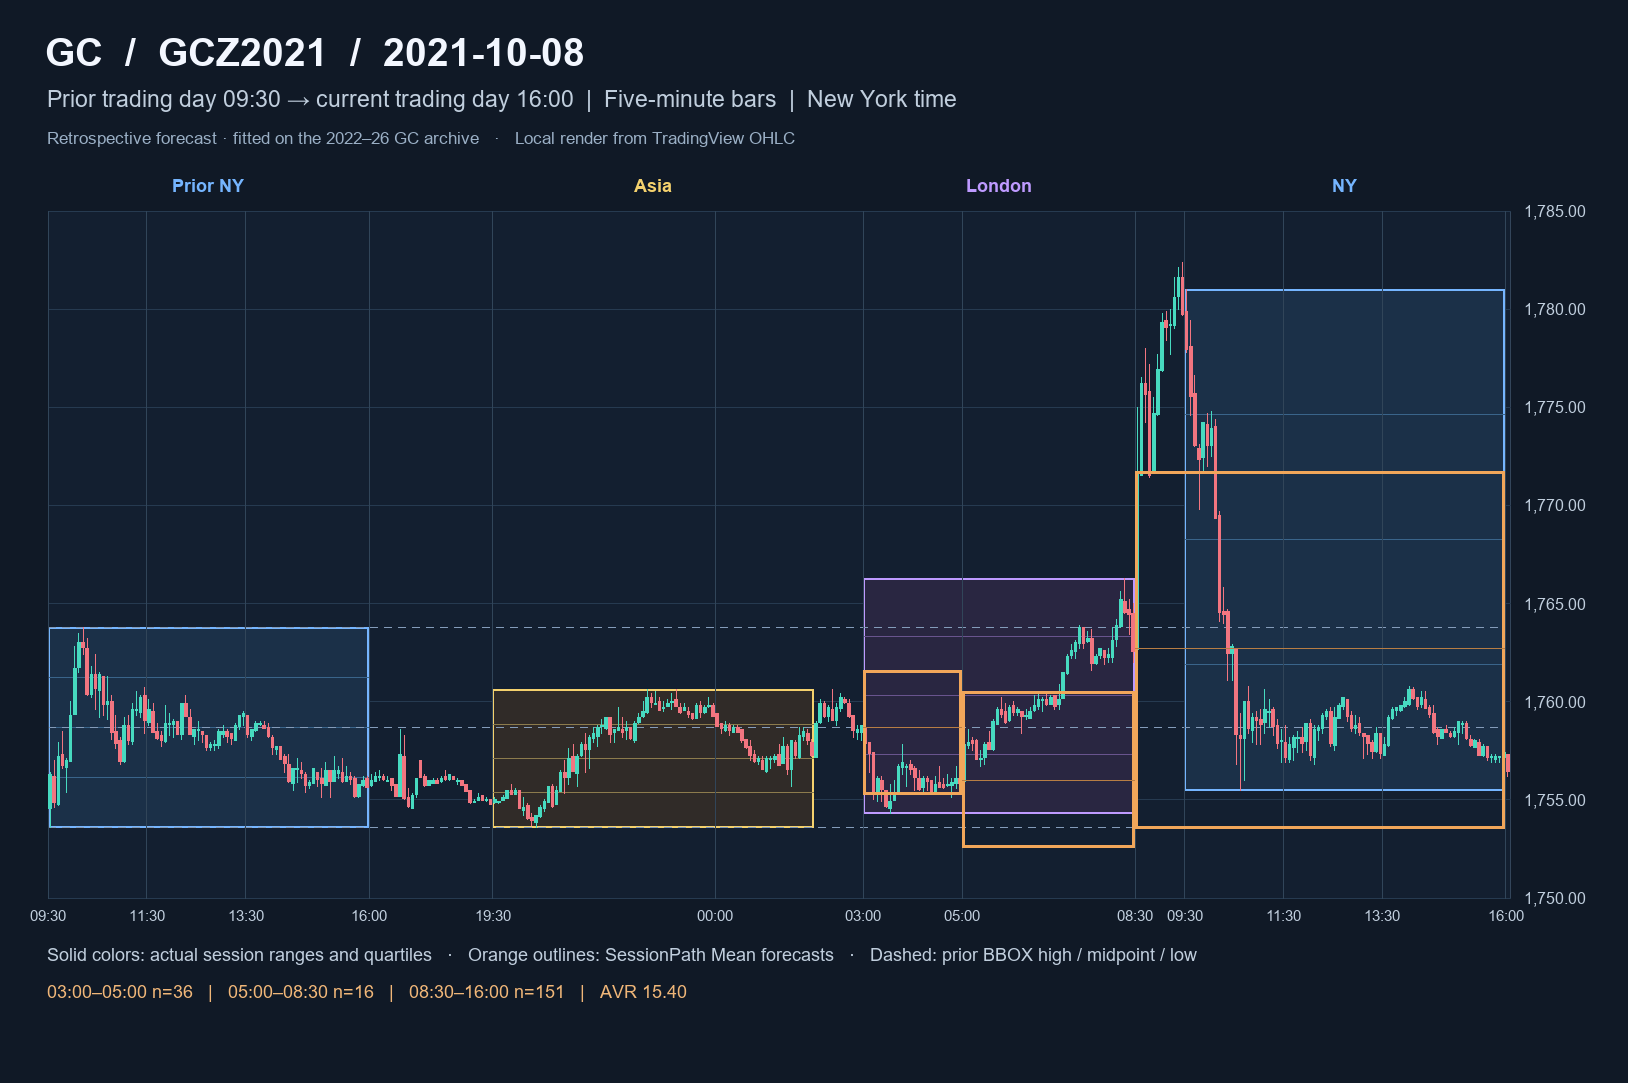 GC / GCZ2021 / 2021-10-08
Prior trading day 09:30 → current trading day 16:00 | Five-minute bars | New York time
Retrospective forecast · fitted on the 2022–26 GC archive · Local render from TradingView OHLC
Prior NY Asia London NY
1,785.00
1,780.00
1,775.00
1,770.00
1,765.00
1,760.00
1,755.00
1,750.00
09:30 11:30 13:30 16:00 19:30 00:00 03:00 05:00 08:30 09:30 11:30 13:30 16:00
Solid colors: actual session ranges and quartiles · Orange outlines: SessionPath Mean forecasts · Dashed: prior BBOX high / midpoint / low
03:00–05:00 n=36 | 05:00–08:30 n=16 | 08:30–16:00 n=151 | AVR 15.40